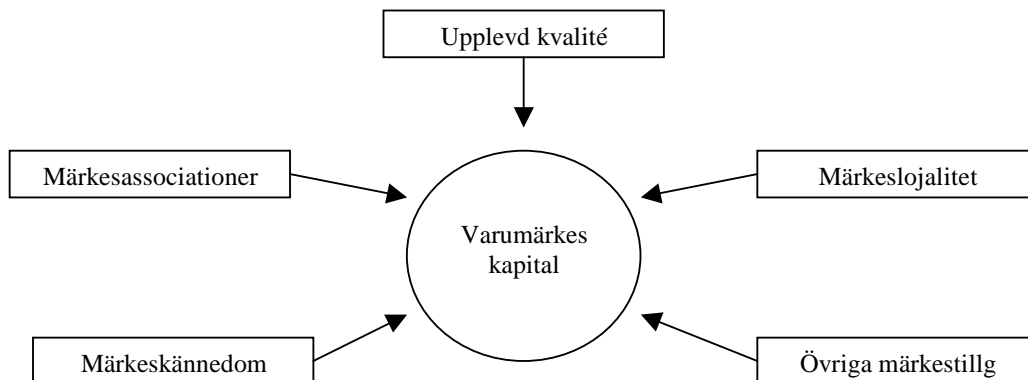 Upplevd kvalité
Märkesassociationer
Märkeslojalitet
Varumärkes
kapital
Märkeskännedom
Övriga märkestillg